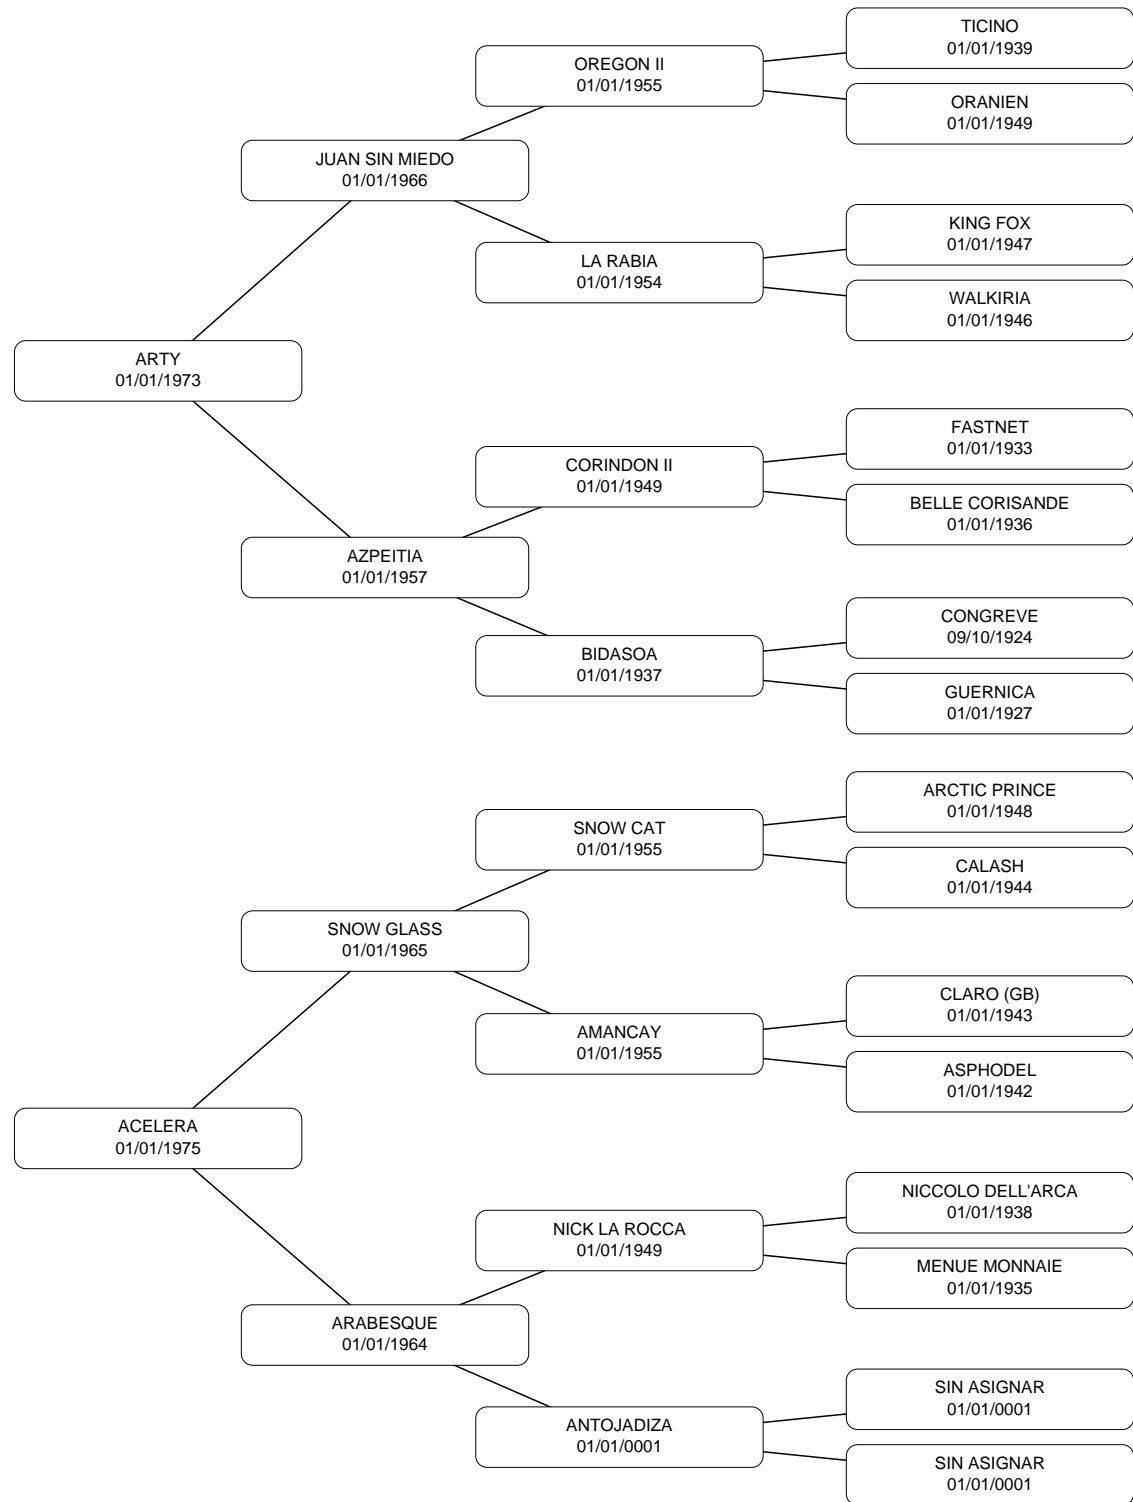 TICINO
01/01/1939
OREGON II
01/01/1955
ORANIEN
01/01/1949
JUAN SIN MIEDO
01/01/1966
KING FOX
01/01/1947
LA RABIA
01/01/1954
WALKIRIA
01/01/1946
ARTY
01/01/1973
FASTNET
01/01/1933
CORINDON II
01/01/1949
BELLE CORISANDE
01/01/1936
AZPEITIA
01/01/1957
CONGREVE
09/10/1924
BIDASOA
01/01/1937
GUERNICA
01/01/1927
ARCTIC PRINCE
01/01/1948
SNOW CAT
01/01/1955
CALASH
01/01/1944
SNOW GLASS
01/01/1965
CLARO (GB)
01/01/1943
AMANCAY
01/01/1955
ASPHODEL
01/01/1942
ACELERA
01/01/1975
NICCOLO DELL'ARCA
01/01/1938
NICK LA ROCCA
01/01/1949
MENUE MONNAIE
01/01/1935
ARABESQUE
01/01/1964
SIN ASIGNAR
01/01/0001
ANTOJADIZA
01/01/0001
SIN ASIGNAR
01/01/0001